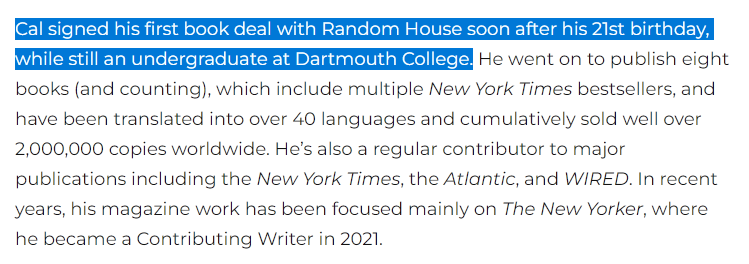 Cal signed his first book deal with Random House soon after his 21st birthday,
while still an undergraduate at Dartmouth College. He went on to publish eight
books (and counting), which include multiple New York Times bestsellers, and
have been translated into over 40 languages and cumulatively sold well over
2,000,000 copies worldwide. He’s also a regular contributor to major
publications including the New York Times, the Atlantic, and WIRED. In recent
years, his magazine work has been focused mainly on The New Yorker, where
he became a Contributing Writer in 2021.